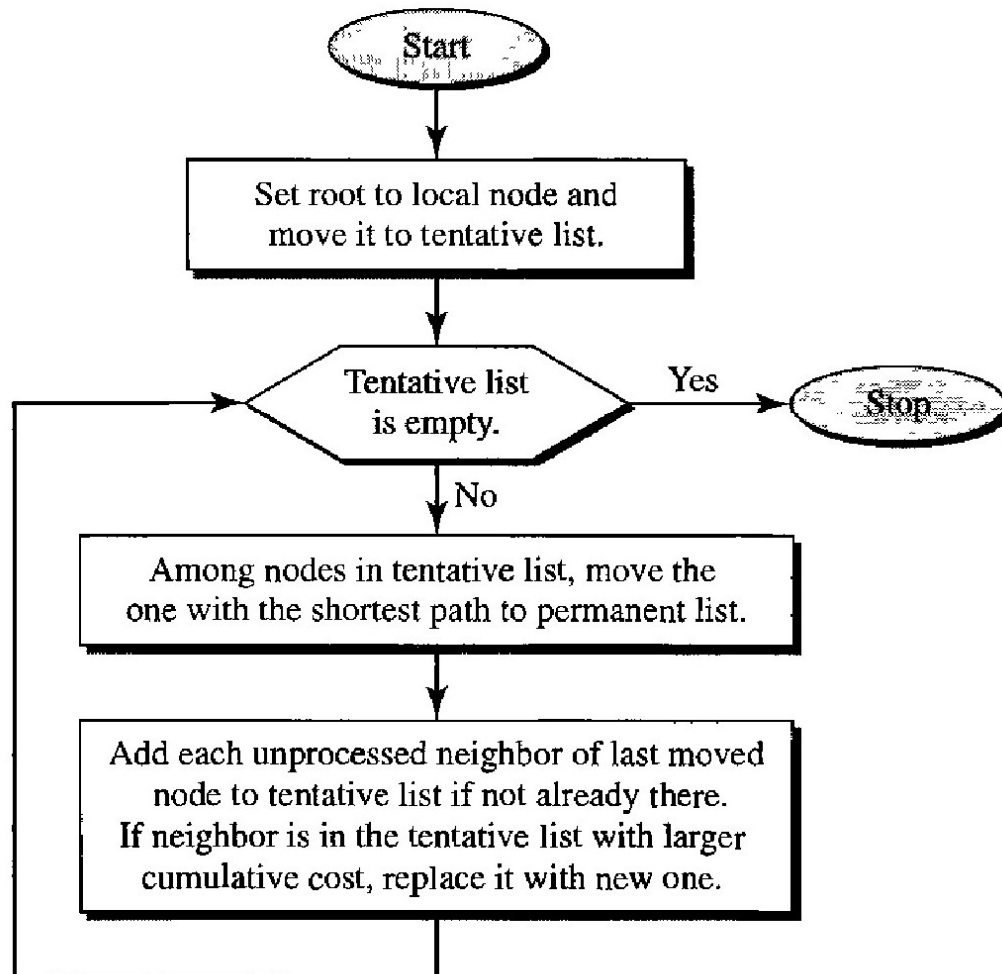 Start
Set root to local node and
move it to tentative list.
Tentative list
is empty.
Yes
Stop
No
Among nodes in tentative list, move the
one with the shortest path to permanent list.
Add each unprocessed neighbor of last moved
node to tentative list if not already there.
If neighbor is in the tentative list with larger
cumulative cost, replace it with new one.